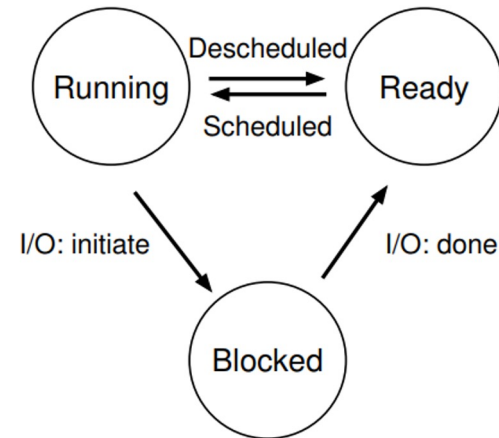 Descheduled
Running
Ready
Scheduled
I/O: initiate
I/O: done
Blocked